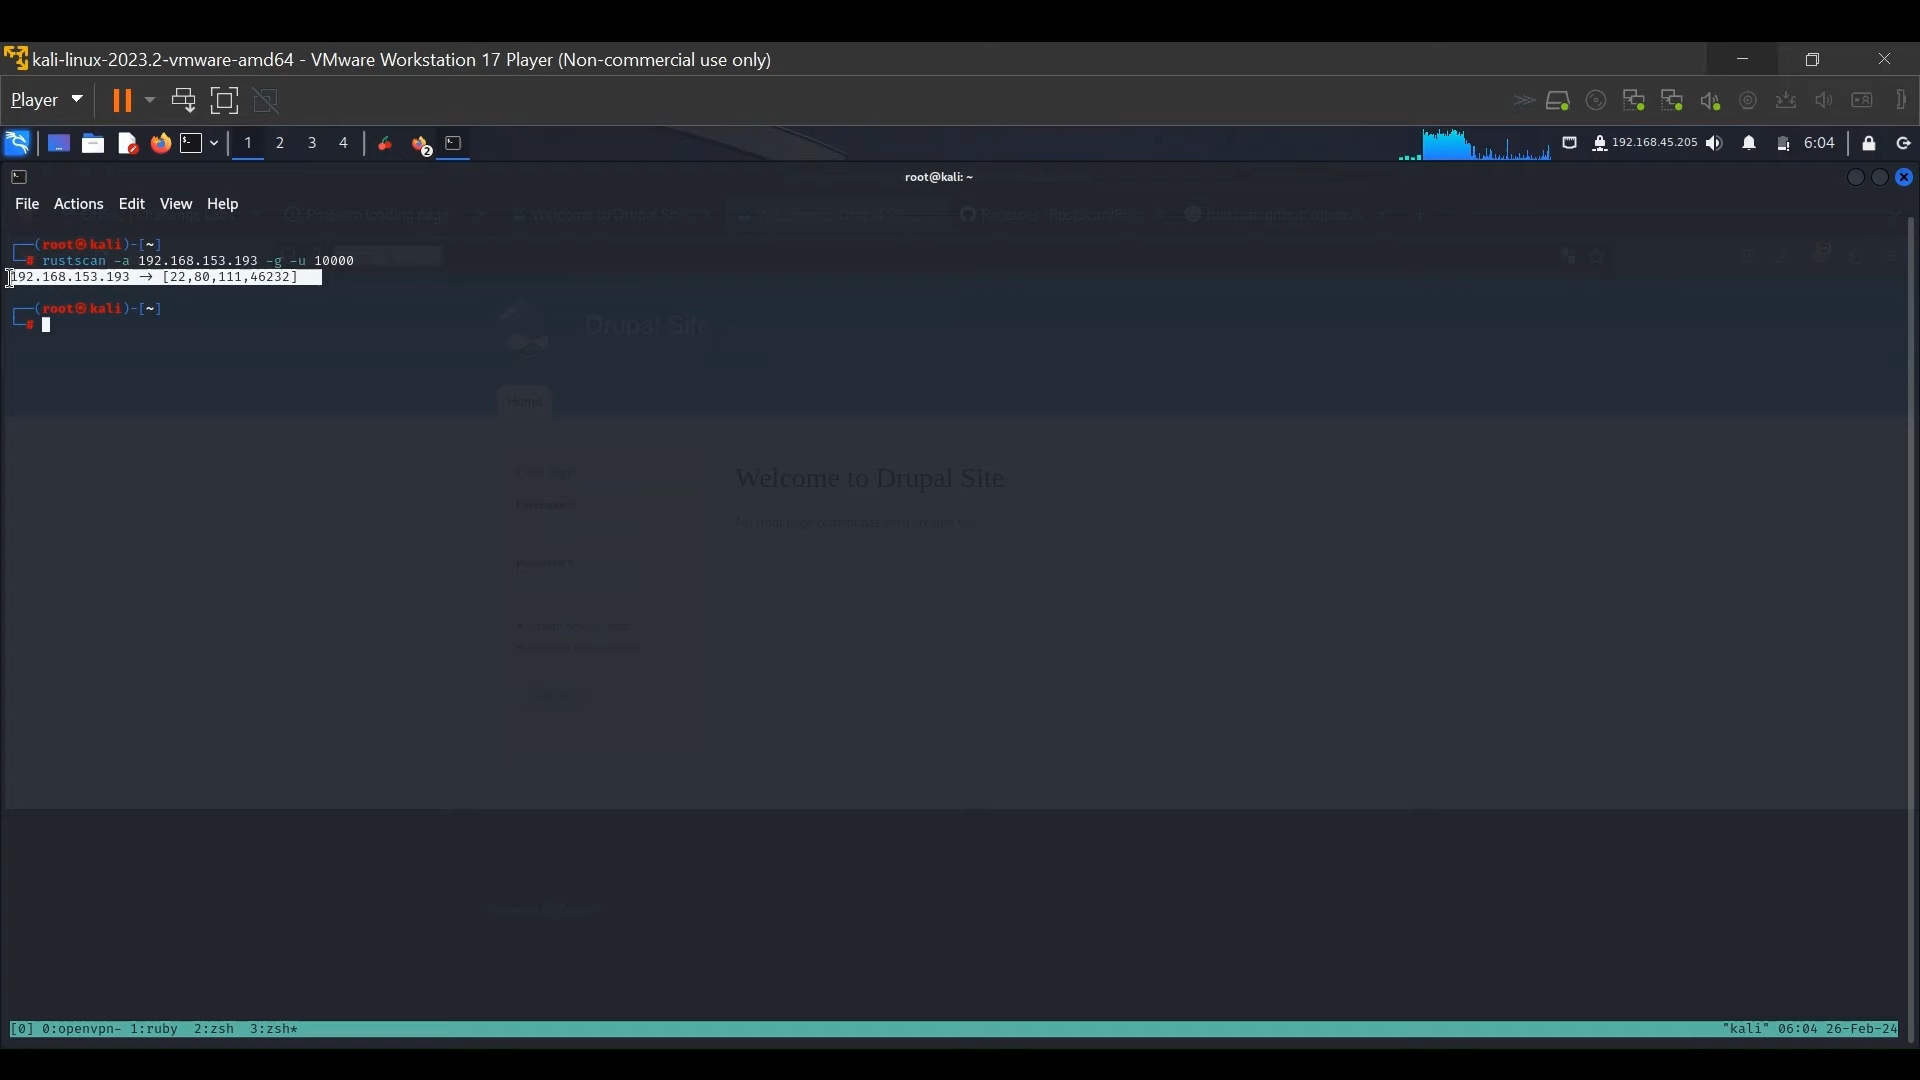 kali-linux-2023.2-vmware-amd64 - VMware Workstation 17 Player (Non-commercial use only)
Player
1 2 3 4 2 192.168.45.205 6:04
root@kali: ~
File Actions Edit View Help
┌──(root㉿kali)-[~]
└─# rustscan -a 192.168.153.193 -g -u 10000
192.168.153.193 -> [22,80,111,46232]
┌──(root㉿kali)-[~]
└─#
Drupal Site
Home
Welcome to Drupal Site
[0] 0:openvpn- 1:ruby 2:zsh 3:zsh* "kali" 06:04 26-Feb-24